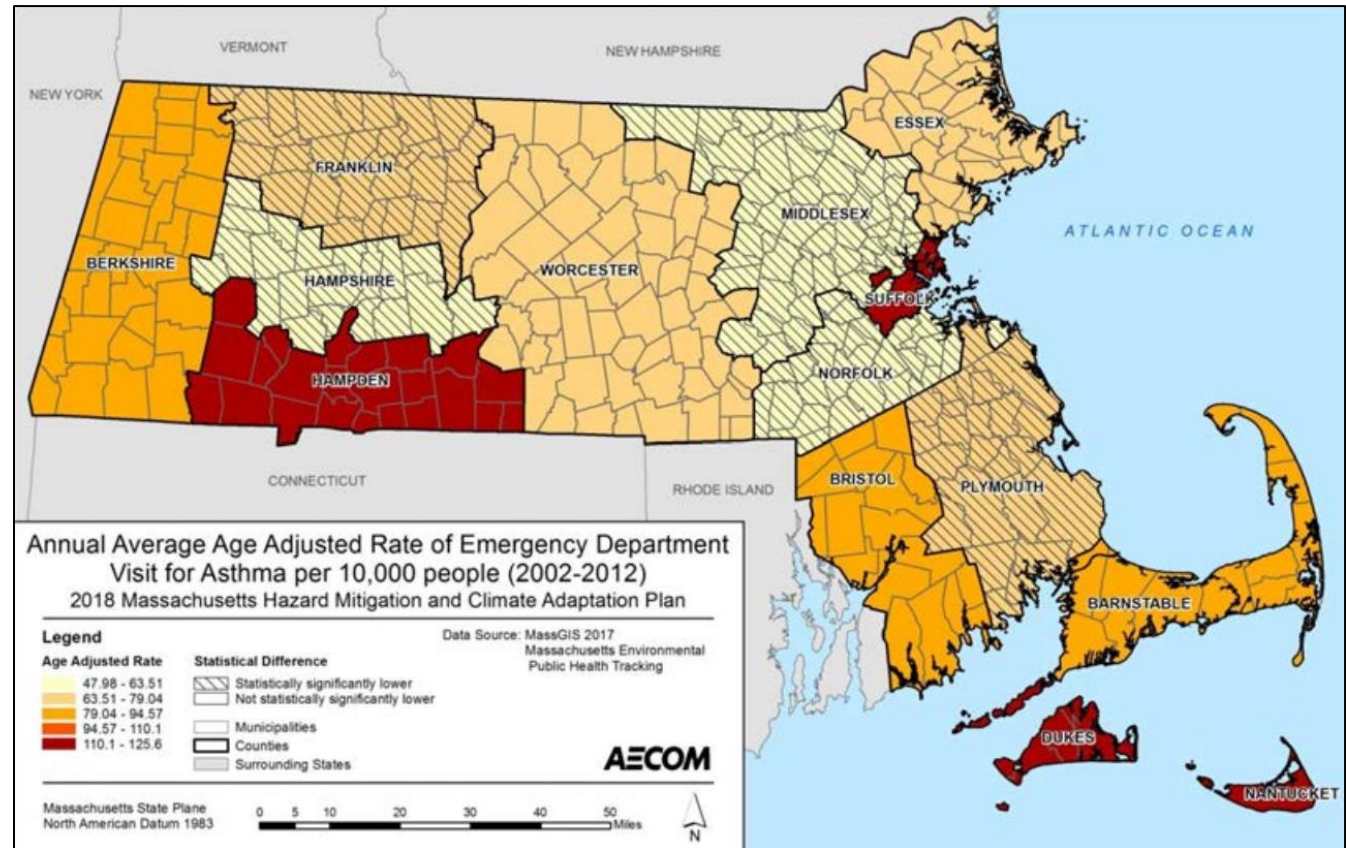 VERMONT
NEW HAMPSHIRE
NEW YORK
ESSEX
FRANKLIN
MIDDLESEX
ATLANTIC OCEAN
BERKSHIRE
HAMPSHIRE
WORCESTER
SUFFOLK
HAMPDEN
NORFOLK
CONNECTICUT
RHODE ISLAND
BRISTOL
PLYMOUTH
BARNSTABLE
DUKES
NANTUCKET
Annual Average Age Adjusted Rate of Emergency Department
Visit for Asthma per 10,000 people (2002-2012)
2018 Massachusetts Hazard Mitigation and Climate Adaptation Plan
Legend
Age Adjusted Rate
47.98 - 63.51
63.51 - 79.04
79.04 - 94.57
94.57 - 110.1
110.1 - 125.6
Statistical Difference
Statistically significantly lower
Not statistically significantly lower
Municipalities
Counties
Surrounding States
Data Source: MassGIS 2017
Massachusetts Environmental
Public Health Tracking
AECOM
Massachusetts State Plane
North American Datum 1983
0 5 10 20 30 40 50
Miles
N